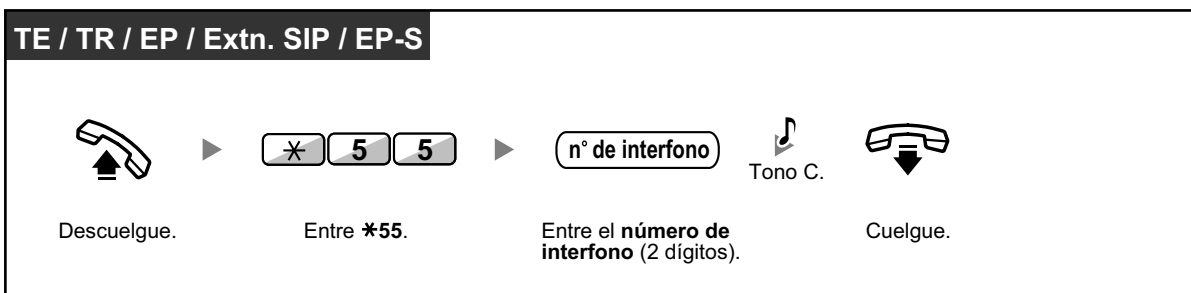 TE / TR / EP / Extn. SIP / EP-S
* 5 5
n° de interfono
Tono C.
Descuelgue.
Entre *55.
Entre el número de
interfono (2 dígitos).
Cuelgue.